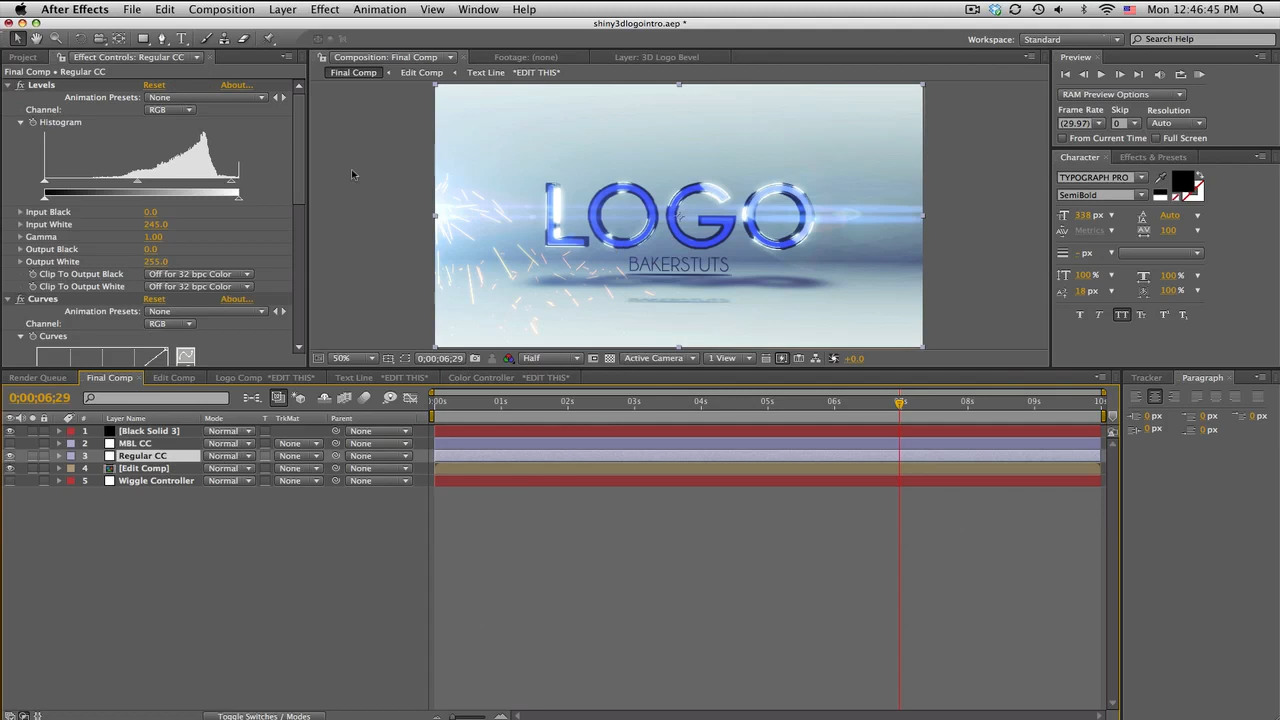 After Effects File Edit Composition Layer Effect Animation View Window Help Mon 12:46:45 PM
shiny3dlogointro.aep *
Workspace: Standard Search Help
Project Effect Controls: Regular CC Composition: Final Comp Footage: (none) Layer: 3D Logo Bevel Preview
Final Comp • Regular CC Final Comp Edit Comp Text Line *EDIT THIS*
Levels Reset About...
Animation Presets: None
Channel: RGB
Histogram
Input Black 0.0
Input White 245.0
Gamma 1.00
Output Black 0.0
Output White 255.0
Clip To Output Black Off for 32 bpc Color
Clip To Output White Off for 32 bpc Color
Curves Reset About...
Animation Presets: None
Channel: RGB
Curves
LOGO
BAKERSTUTS
50% 0;00;06;29 Half Active Camera 1 View +0.0
RAM Preview Options
Frame Rate Skip Resolution
(29.97) 0 Auto
From Current Time Full Screen
Character Effects & Presets
TYPOGRAPH PRO
SemiBold
338 px Auto
Metrics 100
- px
100 % 100 %
18 px 100 %
T T TT Tr T¹ T₁
Render Queue Final Comp Edit Comp Logo Comp *EDIT THIS* Text Line *EDIT THIS* Color Controller *EDIT THIS*
0;00;06;29
:00s 01s 02s 03s 04s 05s 06s 08s 09s 10s
# Layer Name Mode T TrkMat Parent
1 [Black Solid 3] Normal None
2 MBL CC Normal None None
3 Regular CC Normal None None
4 [Edit Comp] Normal None None
5 Wiggle Controller Normal None None
Toggle Switches / Modes
Tracker Paragraph
0 px 0 px 0 px
0 px 0 px